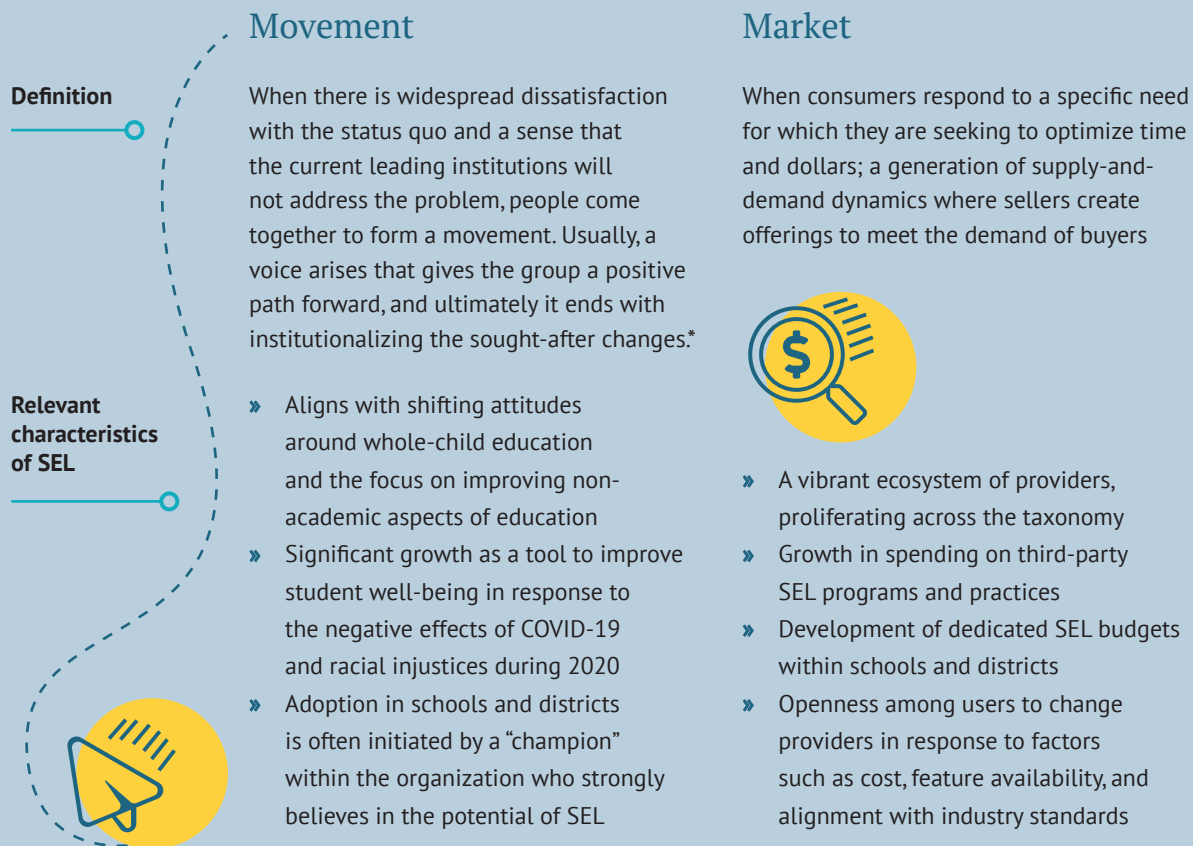 Movement
Market
Definition
When there is widespread dissatisfaction
with the status quo and a sense that
the current leading institutions will
not address the problem, people come
together to form a movement. Usually, a
voice arises that gives the group a positive
path forward, and ultimately it ends with
institutionalizing the sought-after changes.*
When consumers respond to a specific need
for which they are seeking to optimize time
and dollars; a generation of supply-and-
demand dynamics where sellers create
offerings to meet the demand of buyers
$
Relevant
characteristics
of SEL
» Aligns with shifting attitudes
around whole-child education
and the focus on improving non-
academic aspects of education
» Significant growth as a tool to improve
student well-being in response to
the negative effects of COVID-19
and racial injustices during 2020
» Adoption in schools and districts
is often initiated by a “champion”
within the organization who strongly
believes in the potential of SEL
» A vibrant ecosystem of providers,
proliferating across the taxonomy
» Growth in spending on third-party
SEL programs and practices
» Development of dedicated SEL budgets
within schools and districts
» Openness among users to change
providers in response to factors
such as cost, feature availability, and
alignment with industry standards